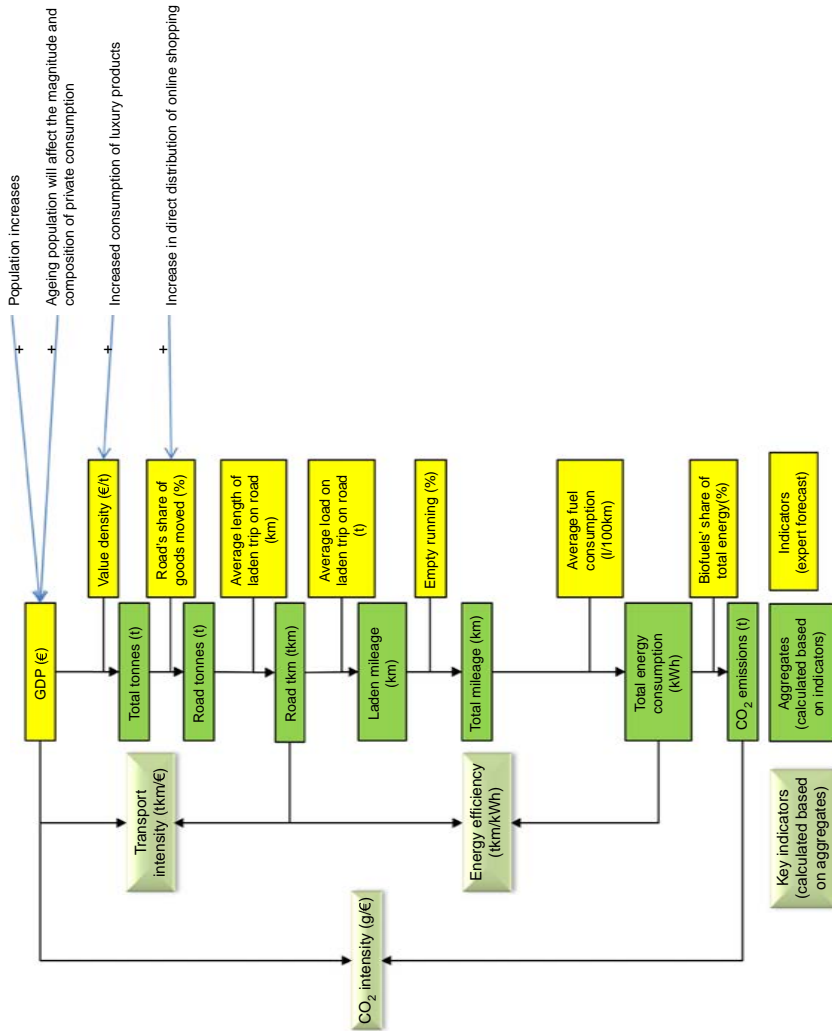 Population increases
Ageing population will affect the magnitude and
composition of private consumption
Increased consumption of luxury products
Increase in direct distribution of online shopping
+
+
+
+
GDP (€)
Value density (€/t)
Total tonnes (t)
Road's share of
goods moved (%)
Road tonnes (t)
Average length of
laden trip on road
(km)
Road tkm (tkm)
Average load on
laden trip on road
(t)
Laden mileage
(km)
Empty running (%)
Total mileage (km)
Average fuel
consumption
(l/100km)
Total energy
consumption
(kWh)
Biofuels' share of
total energy(%)
CO2 emissions (t)
Transport
intensity (tkm/€)
Energy efficiency
(tkm/kWh)
CO2 intensity (g/€)
Key indicators
(calculated based
on aggregates)
Aggregates
(calculated based
on indicators)
Indicators
(expert forecast)